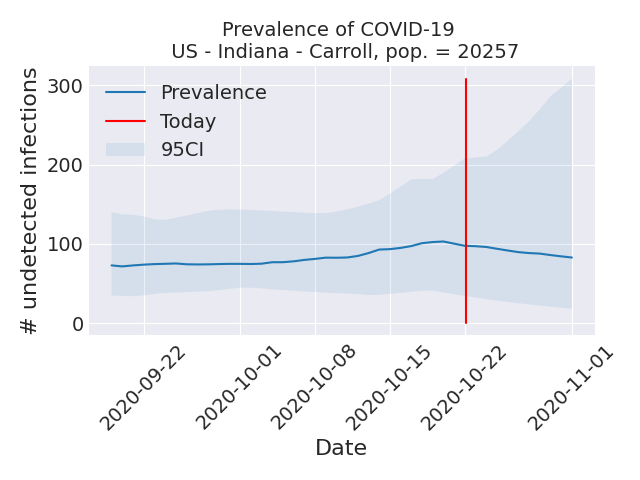 Prevalence of COVID-19
US - Indiana - Carroll, pop. = 20257
# undetected infections
300
200
100
0
Prevalence
Today
95CI
2020-09-22
2020-10-01
2020-10-08
2020-10-15
2020-10-22
2020-11-01
Date